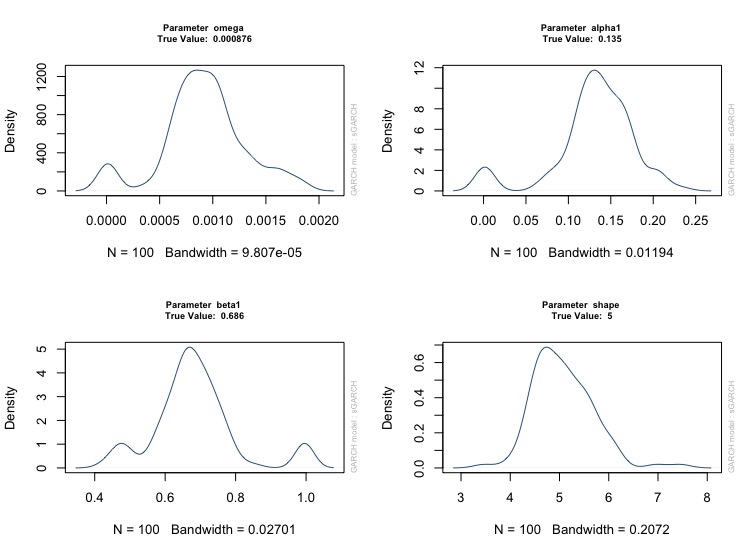 Parameter omega
True Value: 0.000876
Density
0 400 800 1200
0.0000 0.0005 0.0010 0.0015 0.0020
N = 100 Bandwidth = 9.807e-05
GARCH model : sGARCH
Parameter alpha1
True Value: 0.135
Density
0 2 4 6 8 12
0.00 0.05 0.10 0.15 0.20 0.25
N = 100 Bandwidth = 0.01194
GARCH model : sGARCH
Parameter beta1
True Value: 0.686
Density
0 1 2 3 4 5
0.4 0.6 0.8 1.0
N = 100 Bandwidth = 0.02701
GARCH model : sGARCH
Parameter shape
True Value: 5
Density
0.0 0.2 0.4 0.6
3 4 5 6 7 8
N = 100 Bandwidth = 0.2072
GARCH model : sGARCH